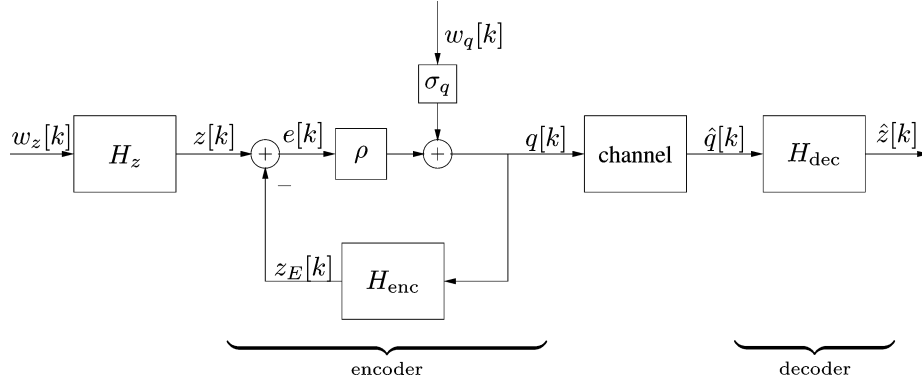 w_q[k]
σ_q
w_z[k]
H_z
z[k]
+
e[k]
ρ
+
q[k]
channel
q̂[k]
H_dec
ẑ[k]
−
z_E[k]
H_enc
encoder
decoder